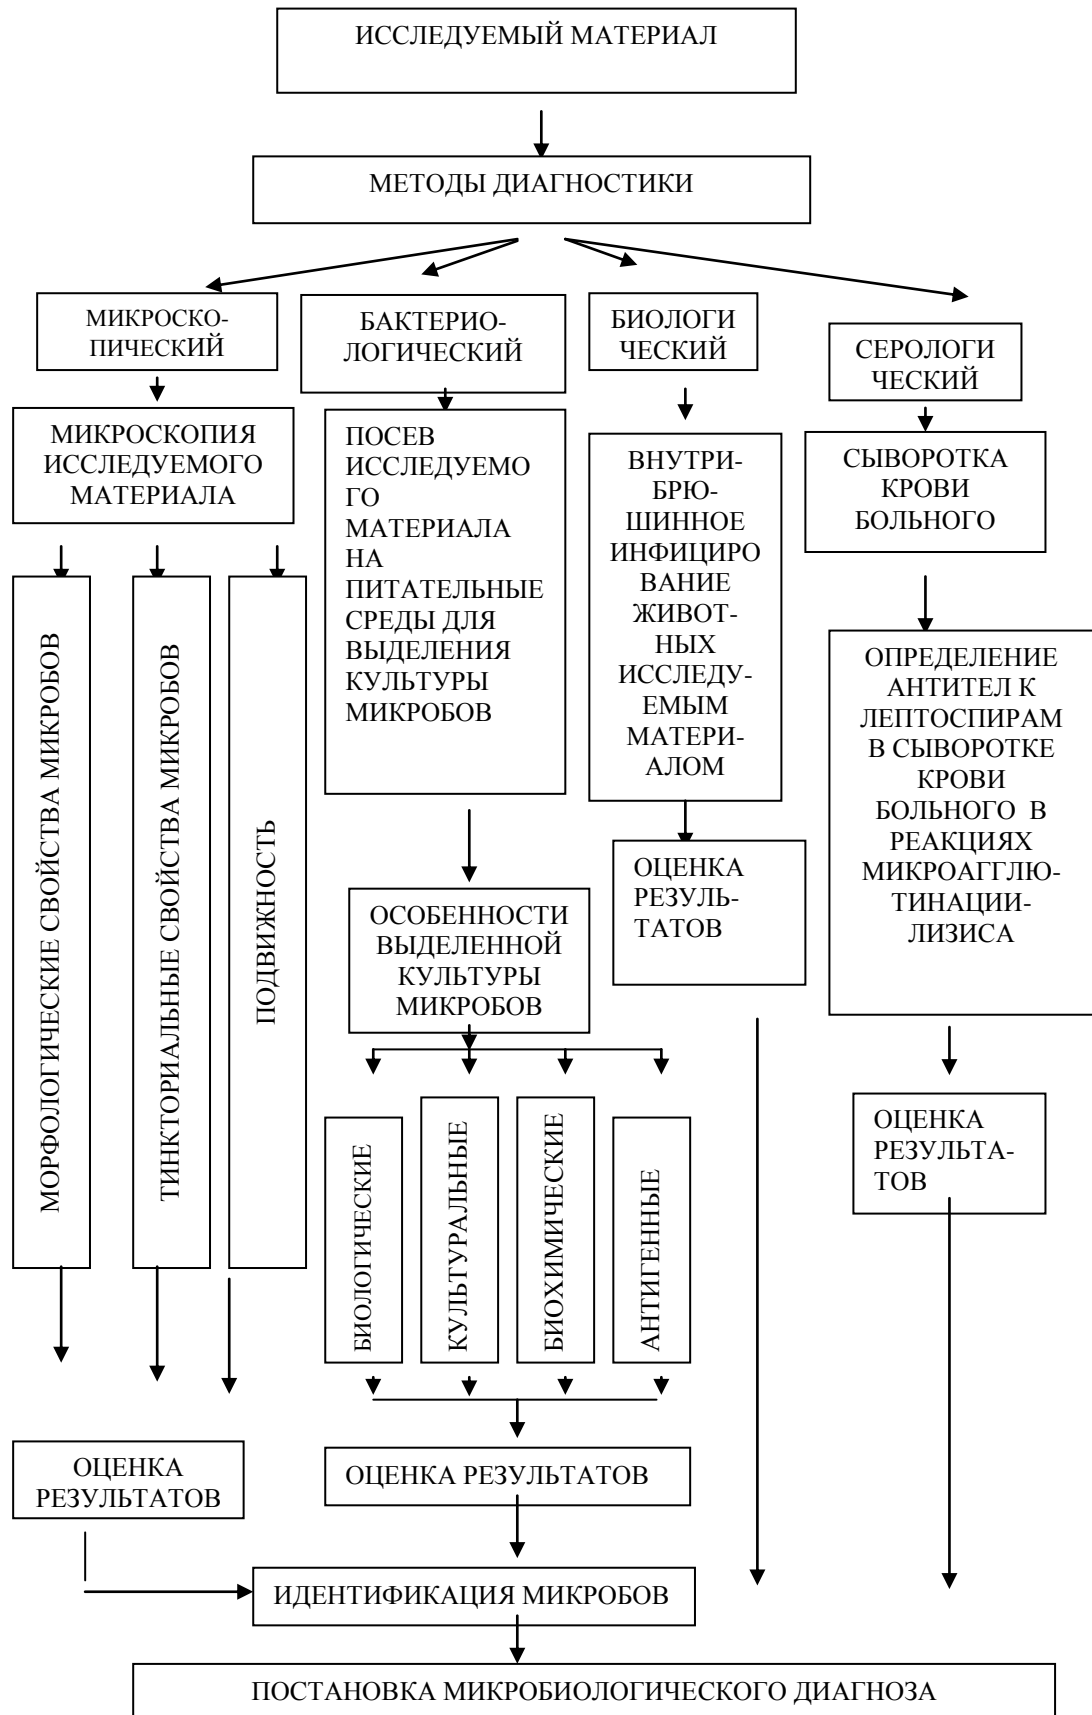 ИССЛЕДУЕМЫЙ МАТЕРИАЛ
МЕТОДЫ ДИАГНОСТИКИ
МИКРОСКО-
ПИЧЕСКИЙ
БАКТЕРИО-
ЛОГИЧЕСКИЙ
БИОЛОГИ
ЧЕСКИЙ
СЕРОЛОГИ
ЧЕСКИЙ
МИКРОСКОПИЯ
ИССЛЕДУЕМОГО
МАТЕРИАЛА
ПОСЕВ
ИССЛЕДУЕМО
ГО
МАТЕРИАЛА
НА
ПИТАТЕЛЬНЫЕ
СРЕДЫ ДЛЯ
ВЫДЕЛЕНИЯ
КУЛЬТУРЫ
МИКРОБОВ
ВНУТРИ-
БРЮ-
ШИННОЕ
ИНФИЦИРО
ВАНИЕ
ЖИВОТ-
НЫХ
ИССЛЕДУ-
ЕМЫМ
МАТЕРИ-
АЛОМ
СЫВОРОТКА
КРОВИ
БОЛЬНОГО
МОРФОЛОГИЧЕСКИЕ СВОЙСТВА МИКРОБОВ
ТИНКТОРИАЛЬНЫЕ СВОЙСТВА МИКРОБОВ
ПОДВИЖНОСТЬ
ОПРЕДЕЛЕНИЕ
АНТИТЕЛ К
ЛЕПТОСПИРАМ
В СЫВОРОТКЕ
КРОВИ
БОЛЬНОГО В
РЕАКЦИЯХ
МИКРОАГГЛЮ-
ТИНАЦИИ-
ЛИЗИСА
ОЦЕНКА
РЕЗУЛЬ-
ТАТОВ
ОСОБЕННОСТИ
ВЫДЕЛЕННОЙ
КУЛЬТУРЫ
МИКРОБОВ
БИОЛОГИЧЕСКИЕ
КУЛЬТУРАЛЬНЫЕ
БИОХИМИЧЕСКИЕ
АНТИГЕННЫЕ
ОЦЕНКА
РЕЗУЛЬТА-
ТОВ
ОЦЕНКА
РЕЗУЛЬТАТОВ
ОЦЕНКА РЕЗУЛЬТАТОВ
ИДЕНТИФИКАЦИЯ МИКРОБОВ
ПОСТАНОВКА МИКРОБИОЛОГИЧЕСКОГО ДИАГНОЗА